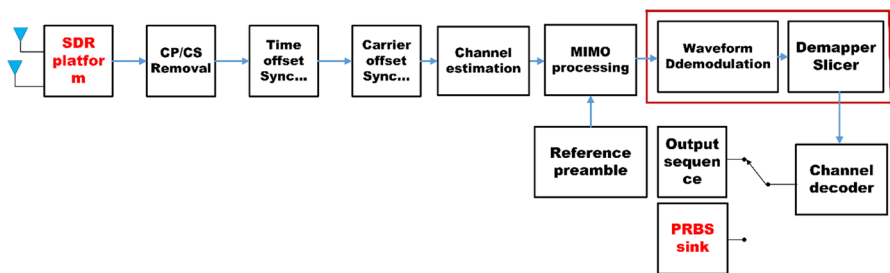 SDR
platfor
m
CP/CS
Removal
Time
offset
Sync...
Carrier
offset
Sync...
Channel
estimation
MIMO
processing
Waveform
Ddemodulation
Demapper
Slicer
Reference
preamble
Output
sequen
ce
Channel
decoder
PRBS
sink